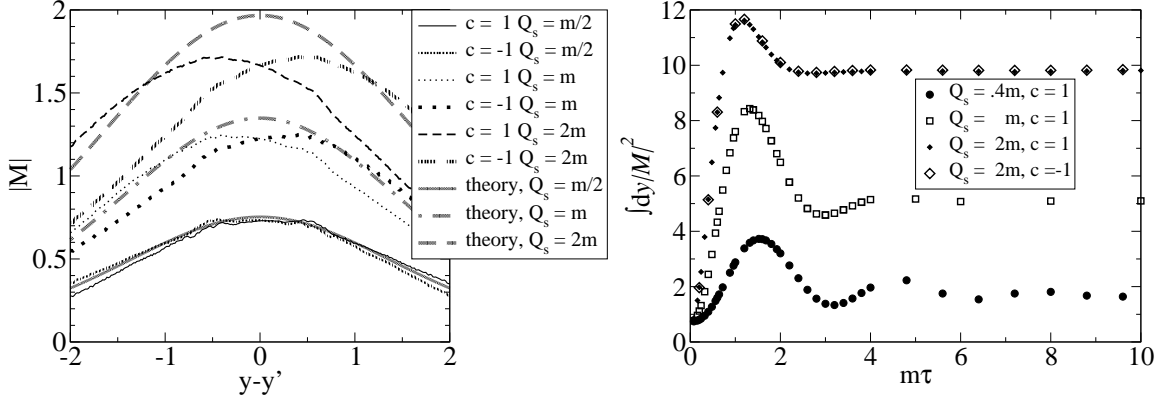 2
1.5
1
0.5
0
|M|
-2
-1
0
1
2
y-y'
c = 1 Q_s = m/2
c = -1 Q_s = m/2
c = 1 Q_s = m
c = -1 Q_s = m
c = 1 Q_s = 2m
c = -1 Q_s = 2m
theory, Q_s = m/2
theory, Q_s = m
theory, Q_s = 2m
12
10
8
6
4
2
0
∫dy|M|²
0
2
4
6
8
10
mτ
Q_s = .4m, c = 1
Q_s = m, c = 1
Q_s = 2m, c = 1
Q_s = 2m, c =-1